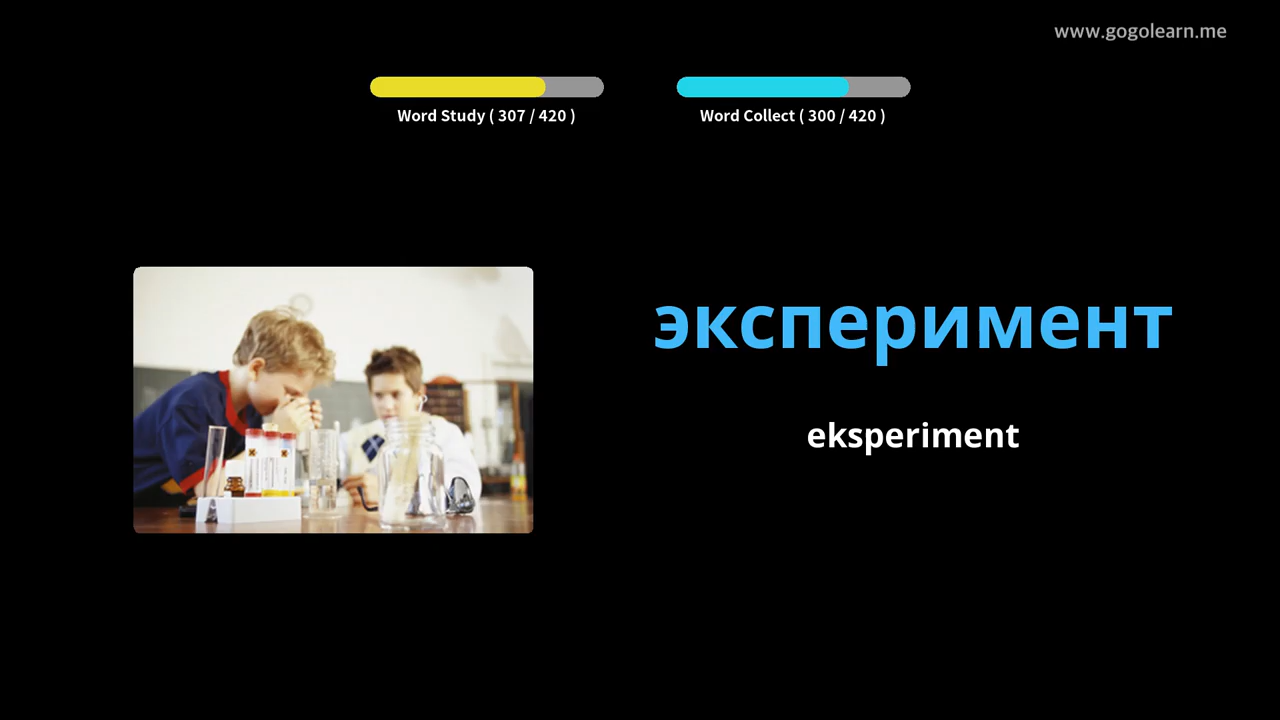 www.gogolearn.me
Word Study ( 307 / 420 )
Word Collect ( 300 / 420 )
эксперимент
eksperiment